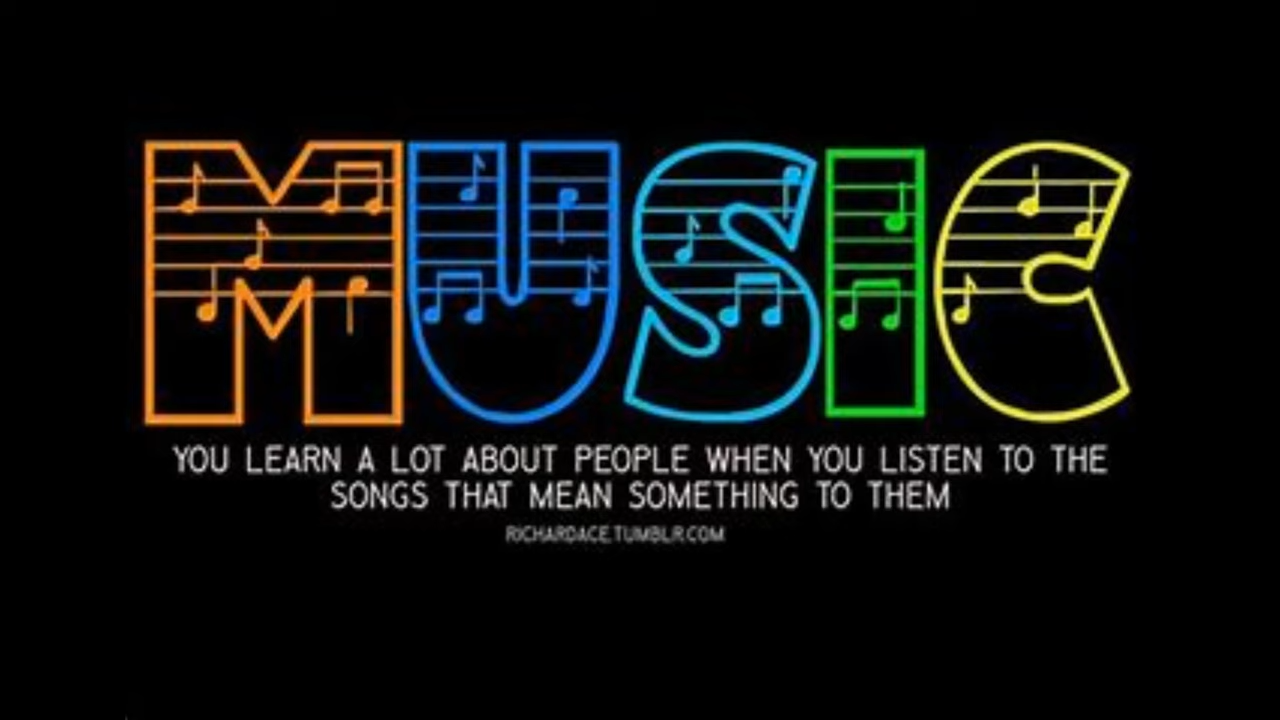 MUSIC
YOU LEARN A LOT ABOUT PEOPLE WHEN YOU LISTEN TO THE
SONGS THAT MEAN SOMETHING TO THEM
RICHARDACE.TUMBLR.COM